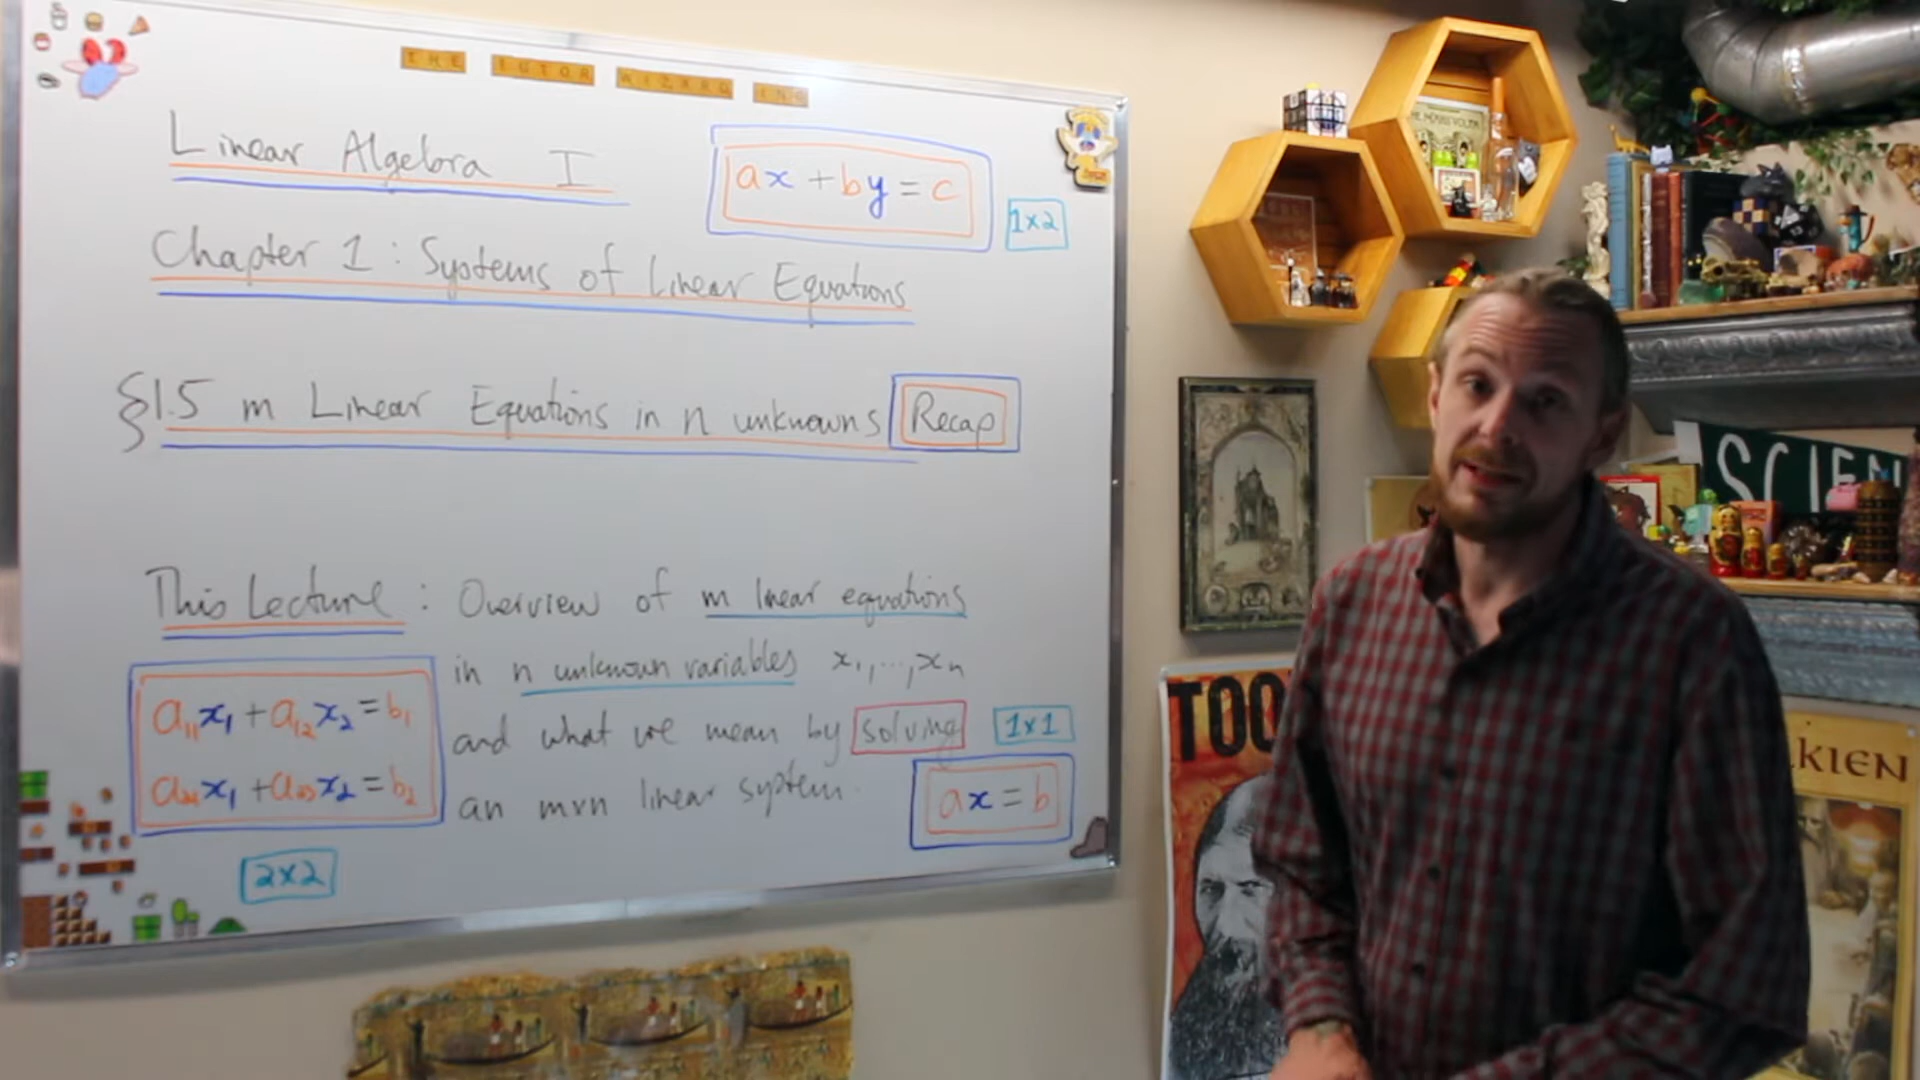 THE TUTOR WIZARD INC
Linear Algebra I
ax + by = c
1x2
Chapter 1 : Systems of Linear Equations
§1.5 m Linear Equations in n unknowns
Recap
This Lecture : Overview of m linear equations
in n unknown variables x₁,...,xₙ
and what we mean by solving
an mxn linear system.
a₁₁x₁ + a₁₂x₂ = b₁
a₂₁x₁ + a₂₂x₂ = b₂
2x2
1x1
ax = b
SCIEN
TOO
LKIEN